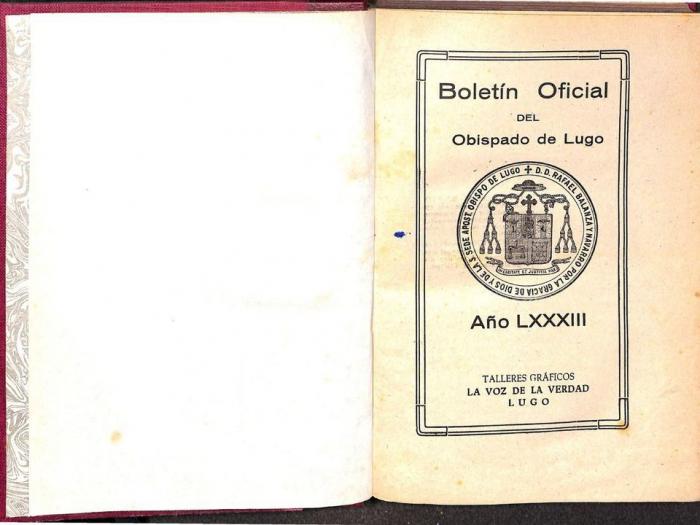 Boletín Oficial
DEL
Obispado de Lugo
D. D. RAFAEL BALANZA Y NAVARRO POR LA GRACIA DE DIOS Y DE LA S. SEDE APOST. OBISPO DE LUGO
Año LXXXIII
TALLERES GRÁFICOS
LA VOZ DE LA VERDAD
LUGO